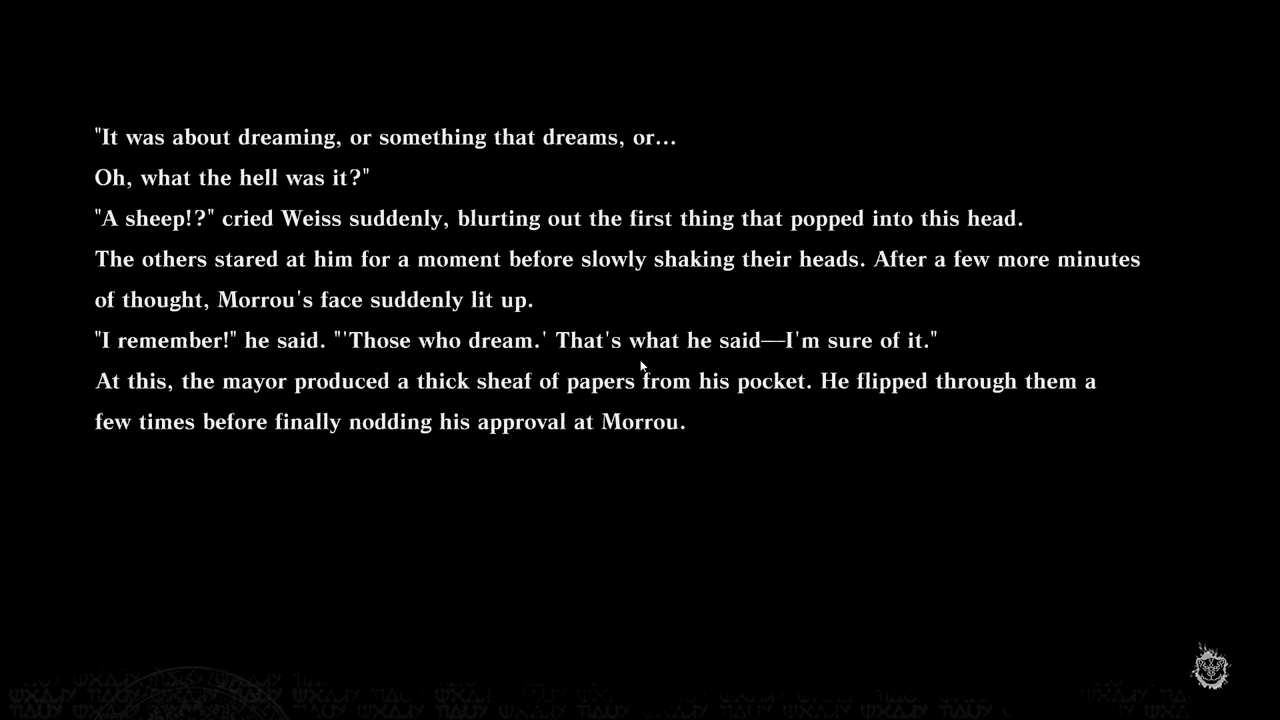 "It was about dreaming, or something that dreams, or...
Oh, what the hell was it?"
"A sheep!?" cried Weiss suddenly, blurting out the first thing that popped into this head.
The others stared at him for a moment before slowly shaking their heads. After a few more minutes
of thought, Morrou's face suddenly lit up.
"I remember!" he said. "'Those who dream.' That's what he said—I'm sure of it."
At this, the mayor produced a thick sheaf of papers from his pocket. He flipped through them a
few times before finally nodding his approval at Morrou.